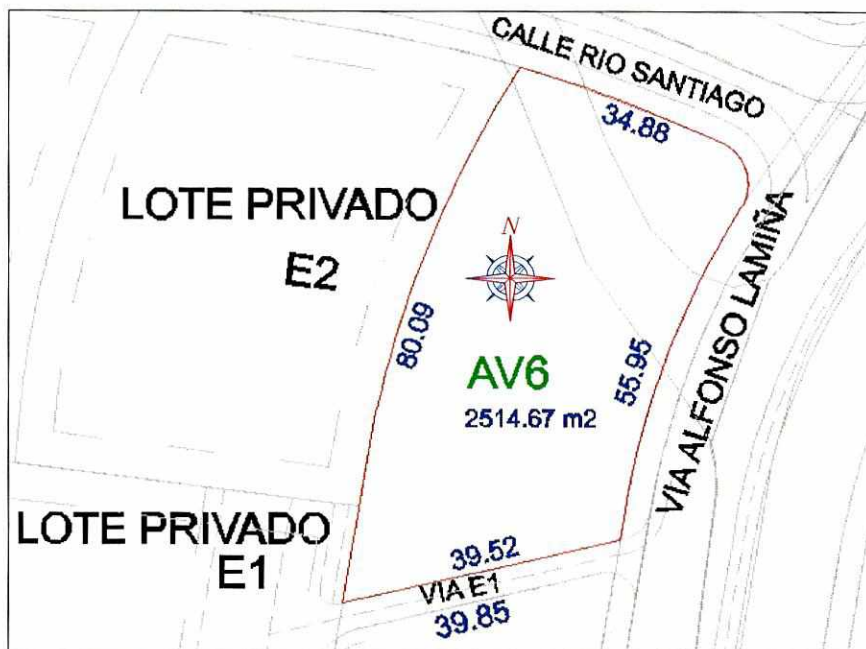 CALLE RIO SANTIAGO
34.88
LOTE PRIVADO
E2
N
80.09
AV6
2514.67 m2
55.95
VIA ALFONSO LAMIÑA
LOTE PRIVADO
E1
39.52
VIA E1
39.85